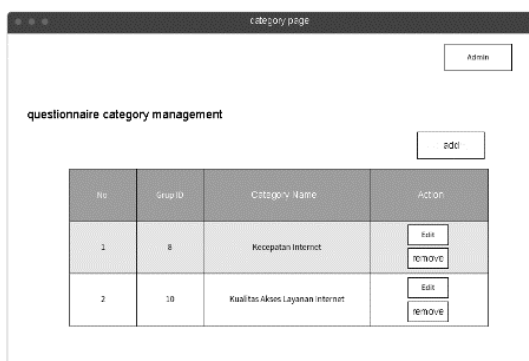 category page
Admin
questionnaire category management
add
No Grup ID Category Name Action
1 8 Kecepatan Internet Edit
remove
2 10 Kualitas Akses Layanan Internet Edit
remove